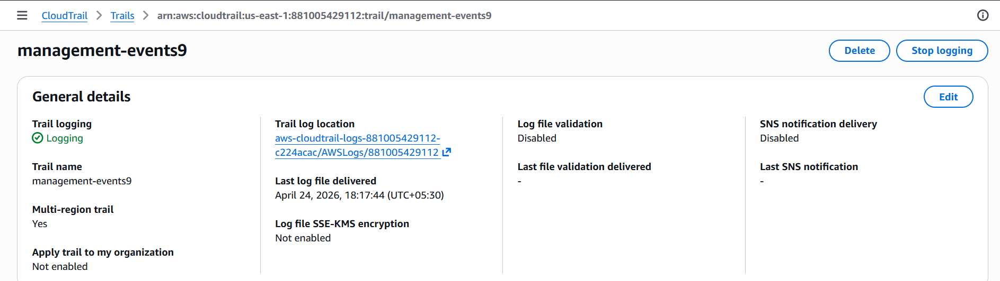 CloudTrail > Trails > arn:aws:cloudtrail:us-east-1:881005429112:trail/management-events9
management-events9
Delete
Stop logging
General details
Edit
Trail logging
Logging
Trail name
management-events9
Multi-region trail
Yes
Apply trail to my organization
Not enabled
Trail log location
aws-cloudtrail-logs-881005429112-
c224acac/AWSLogs/881005429112
Last log file delivered
April 24, 2026, 18:17:44 (UTC+05:30)
Log file SSE-KMS encryption
Not enabled
Log file validation
Disabled
Last file validation delivered
-
SNS notification delivery
Disabled
Last SNS notification
-